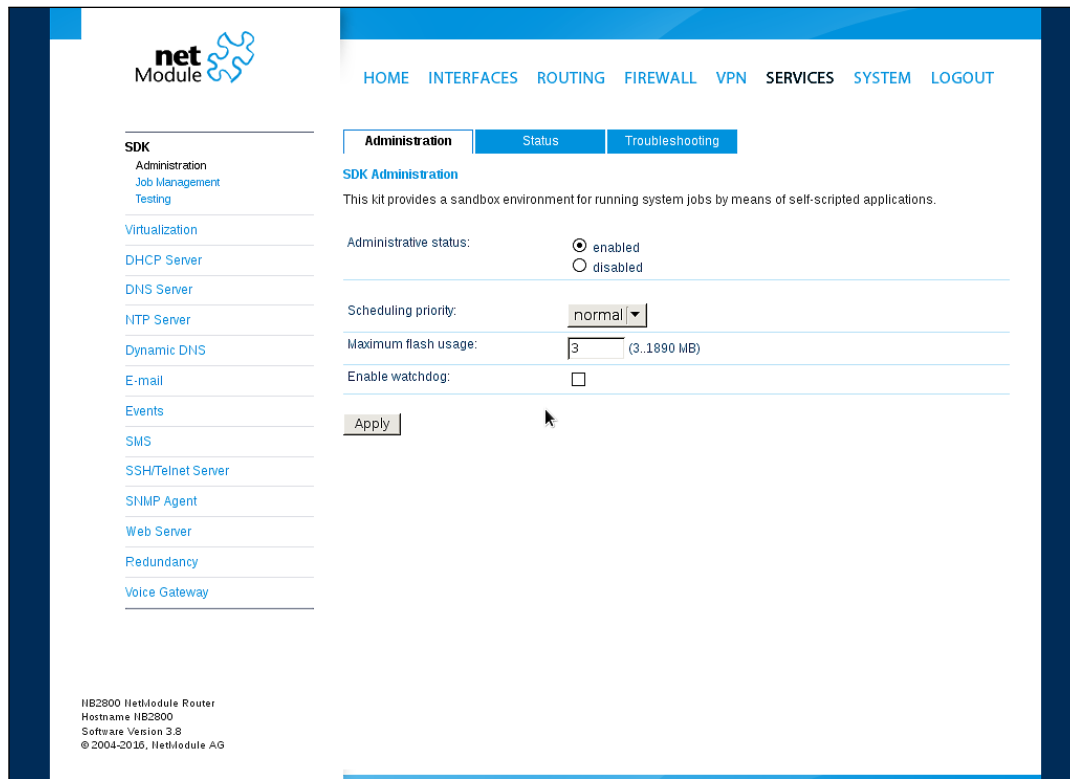 net
Module
HOME INTERFACES ROUTING FIREWALL VPN SERVICES SYSTEM LOGOUT
SDK
Administration
Job Management
Testing
Virtualization
DHCP Server
DNS Server
NTP Server
Dynamic DNS
E-mail
Events
SMS
SSH/Telnet Server
SNMP Agent
Web Server
Redundancy
Voice Gateway
Administration Status Troubleshooting
SDK Administration
This kit provides a sandbox environment for running system jobs by means of self-scripted applications.
Administrative status:
enabled
disabled
Scheduling priority:
normal
Maximum flash usage:
3 (3..1890 MB)
Enable watchdog:
Apply
NB2800 NetModule Router
Hostname NB2800
Software Version 3.8
© 2004-2016, NetModule AG